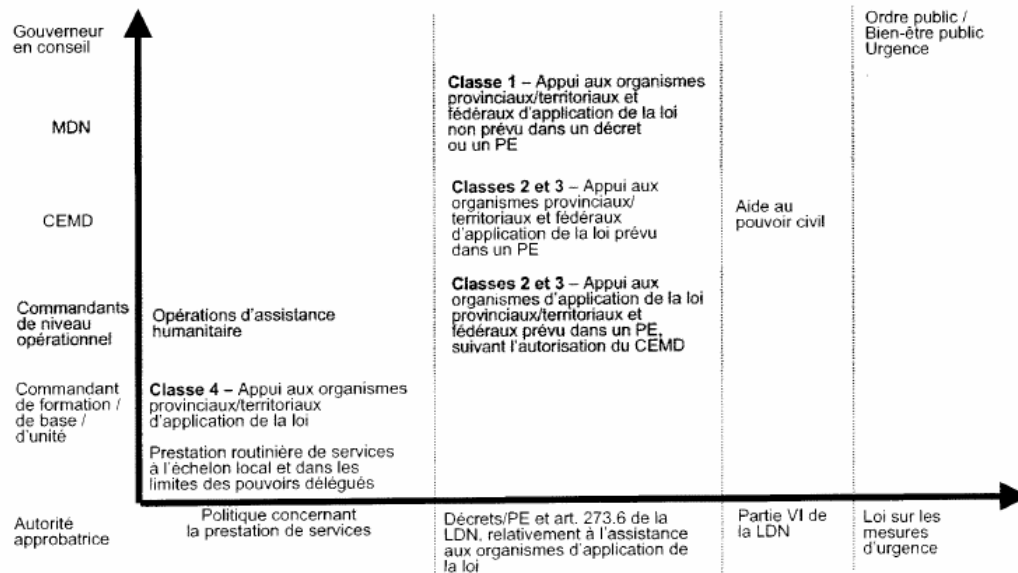 Gouverneur
en conseil
Ordre public /
Bien-être public
Urgence
MDN
Classe 1 – Appui aux organismes
provinciaux/territoriaux et
fédéraux d'application de la loi
non prévu dans un décret
ou un PE
CEMD
Classes 2 et 3 – Appui aux
organismes provinciaux/
territoriaux et fédéraux
d'application de la loi prévu
dans un PE
Aide au
pouvoir civil
Commandants
de niveau
opérationnel
Opérations d'assistance
humanitaire
Classes 2 et 3 – Appui aux
organismes d'application de la loi
provinciaux/territoriaux et
fédéraux prévu dans un PE,
suivant l'autorisation du CEMD
Commandant
de formation /
de base /
d'unité
Classe 4 – Appui aux organismes
provinciaux/territoriaux
d'application de la loi
Prestation routinière de services
à l'échelon local et dans les
limites des pouvoirs délégués
Autorité
approbatrice
Politique concernant
la prestation de services
Décrets/PE et art. 273.6 de la
LDN, relativement à l'assistance
aux organismes d'application de
la loi
Partie VI de
la LDN
Loi sur les
mesures
d'urgence